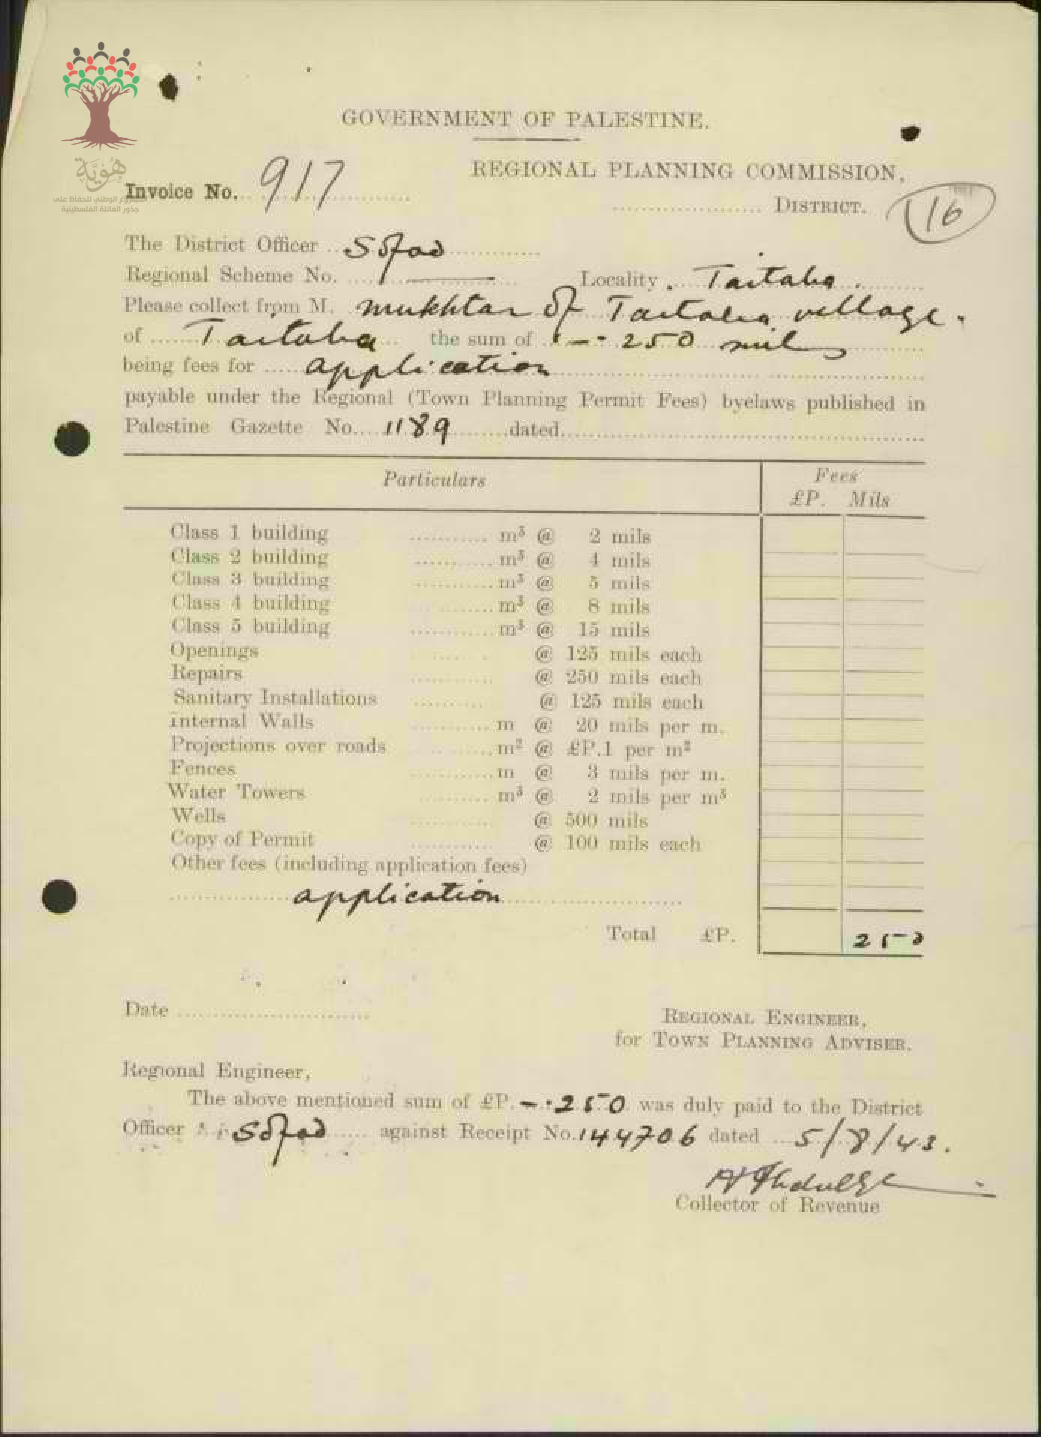 هُويَّة
المشروع الوطني للحفاظ على
جذور العائلة الفلسطينية
GOVERNMENT OF PALESTINE.
REGIONAL PLANNING COMMISSION,
Invoice No. 917
DISTRICT.
16
The District Officer Safad
Regional Scheme No. Locality Taitaba
Please collect from M. mukhtar of Taitaba village.
of Taitaba the sum of -.250 mils
being fees for application
payable under the Regional (Town Planning Permit Fees) byelaws published in
Palestine Gazette No. 1189 dated
Particulars Fees
£P. Mils
Class 1 building m³ @ 2 mils
Class 2 building m³ @ 4 mils
Class 3 building m³ @ 5 mils
Class 4 building m³ @ 8 mils
Class 5 building m³ @ 15 mils
Openings @ 125 mils each
Repairs @ 250 mils each
Sanitary Installations @ 125 mils each
Internal Walls m @ 20 mils per m.
Projections over roads m² @ £P.1 per m²
Fences m @ 3 mils per m.
Water Towers m³ @ 2 mils per m³
Wells @ 500 mils
Copy of Permit @ 100 mils each
Other fees (including application fees)
application
Total £P. 250
Date
REGIONAL ENGINEER,
for TOWN PLANNING ADVISER.
Regional Engineer,
The above mentioned sum of £P. -.250 was duly paid to the District
Officer Safad against Receipt No. 144706 dated 5/8/43.
Collector of Revenue